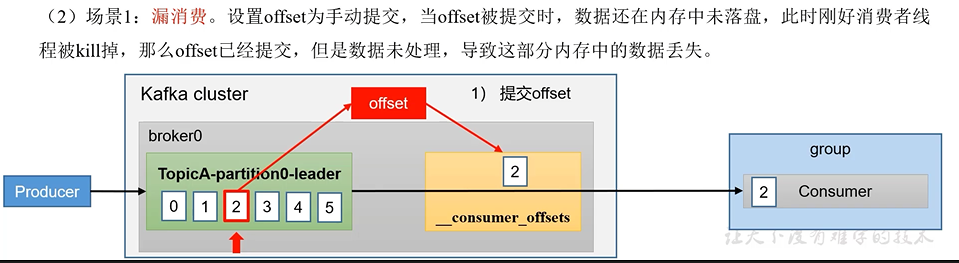 （2）场景1：漏消费。设置offset为手动提交，当offset被提交时，数据还在内存中未落盘，此时刚好消费者线
程被kill掉，那么offset已经提交，但是数据未处理，导致这部分内存中的数据丢失。
Kafka cluster
offset
1） 提交offset
broker0
TopicA-partition0-leader
0 1 2 3 4 5
2
__consumer_offsets
Producer
group
2 Consumer
让天下没有难学的技术